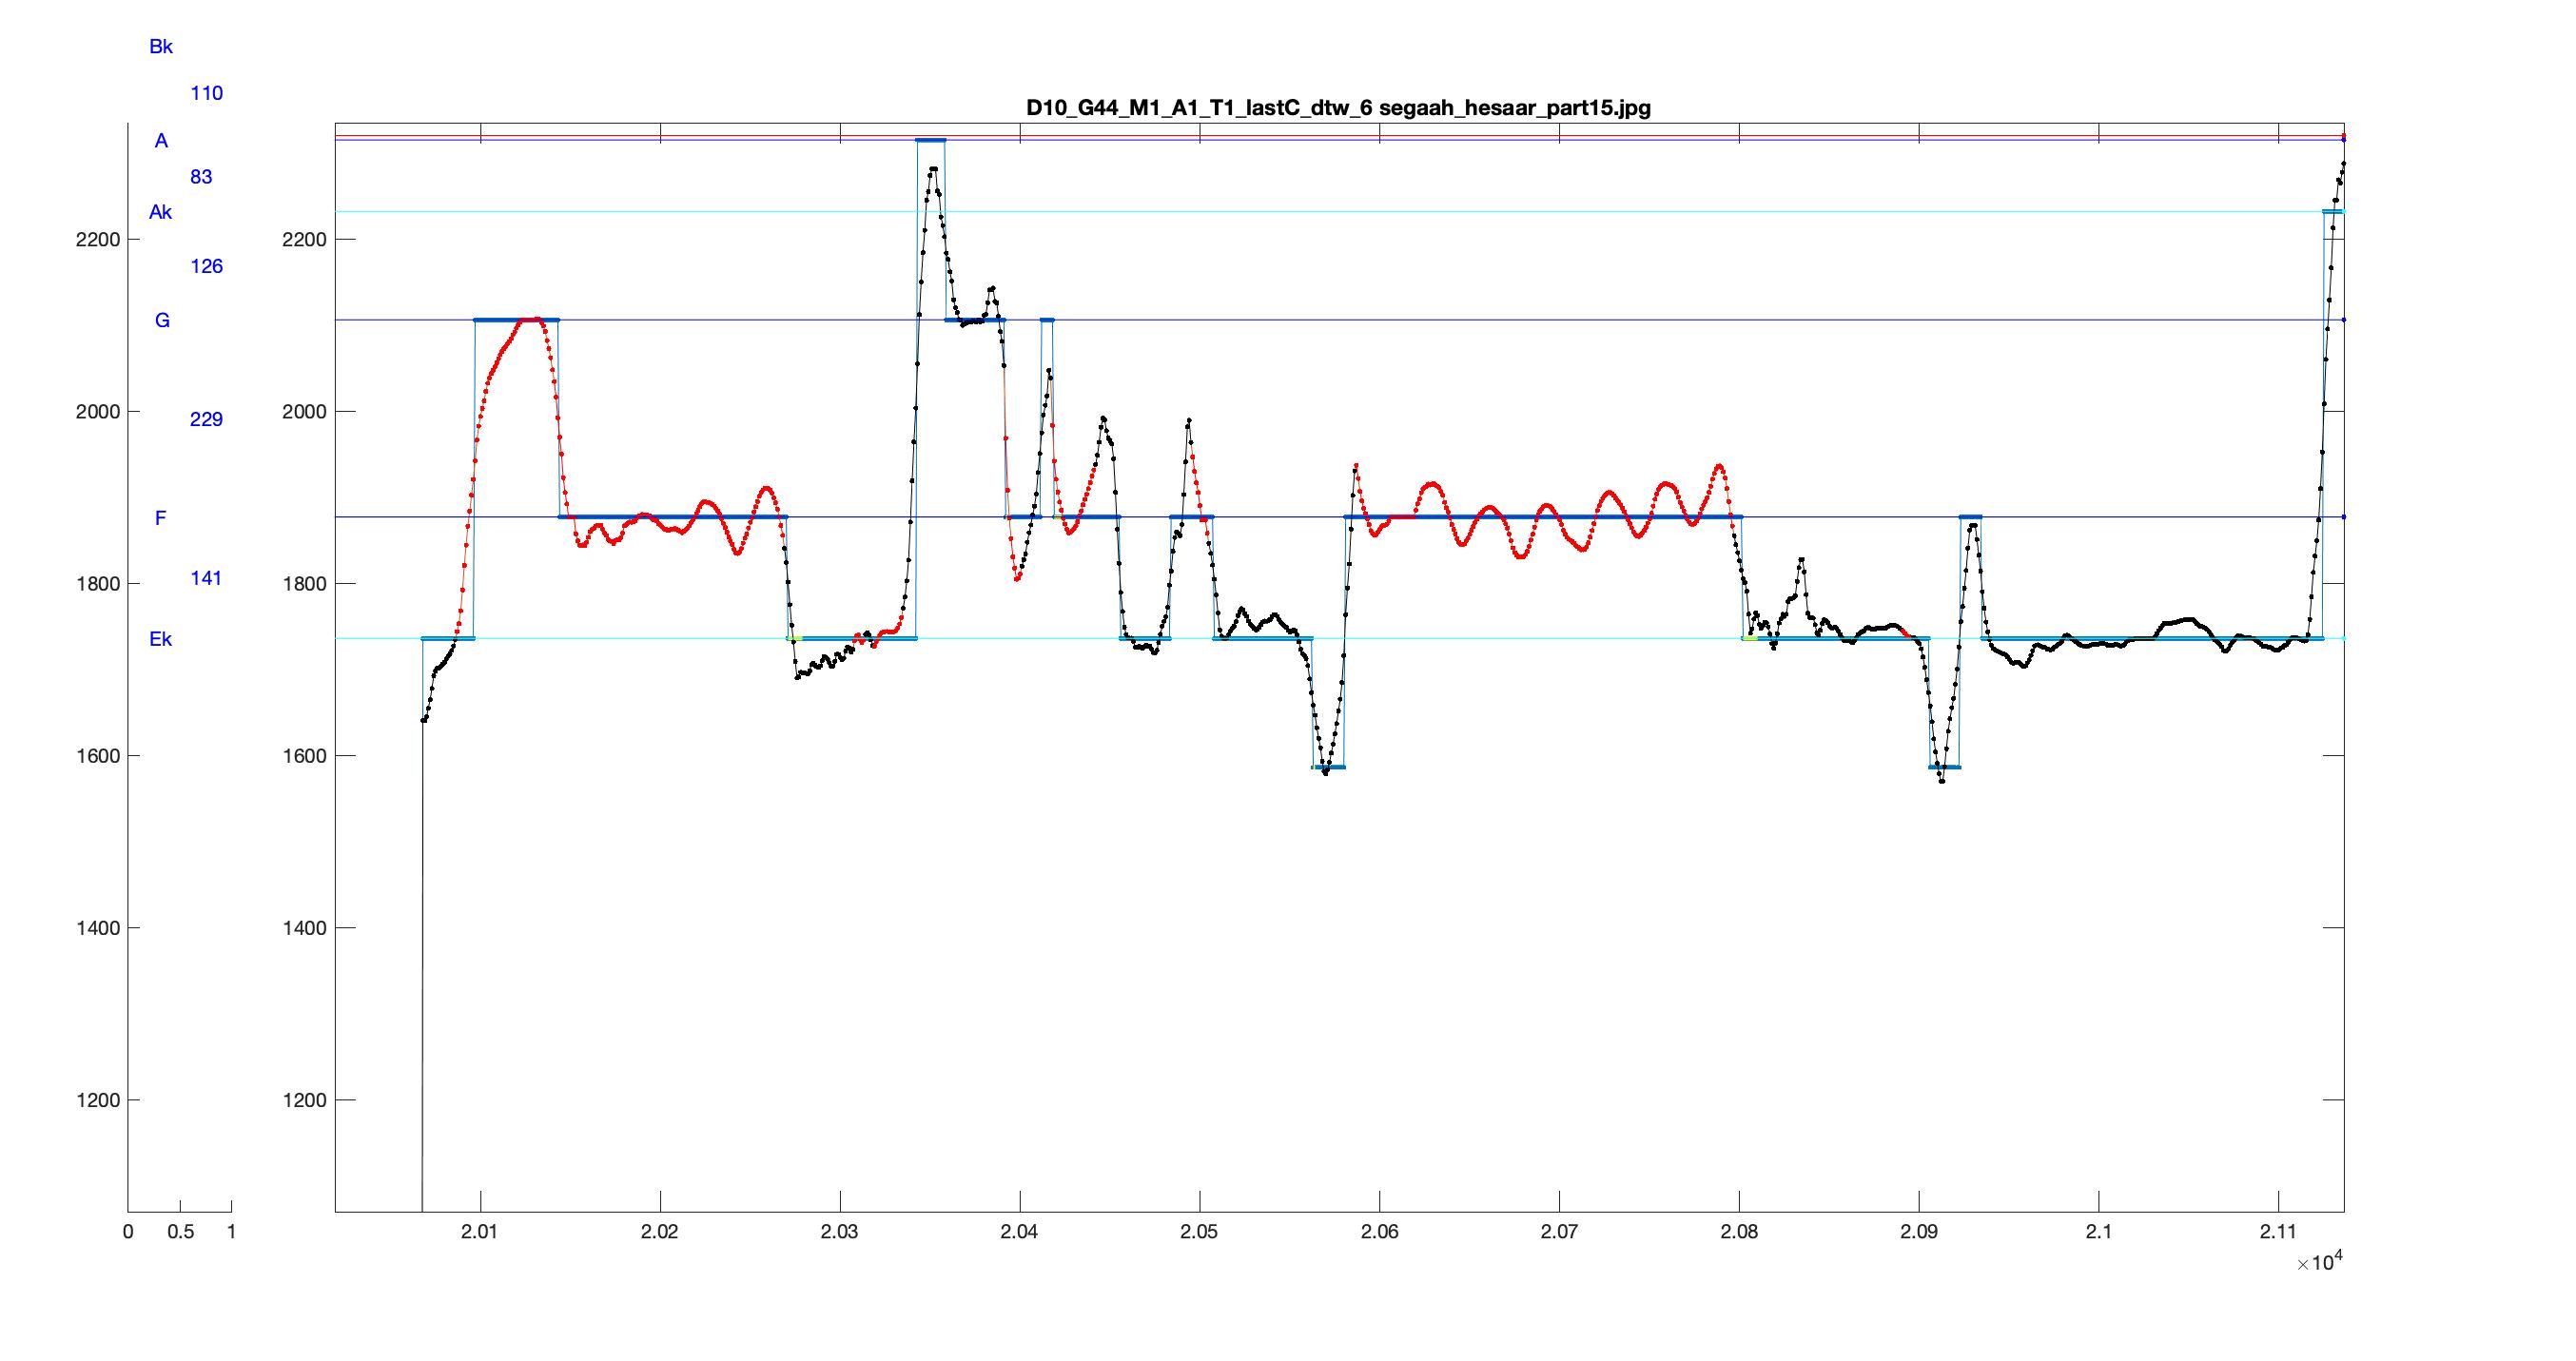 Bk
110
D10_G44_M1_A1_T1_lastC_dtw_6 segaah_hesaar_part15.jpg
A
83
Ak
2200 2200
126
G
2000 2000
229
F
1800 1800
141
Ek
1600 1600
1400 1400
1200 1200
0 0.5 1 2.01 2.02 2.03 2.04 2.05 2.06 2.07 2.08 2.09 2.1 2.11
×10⁴